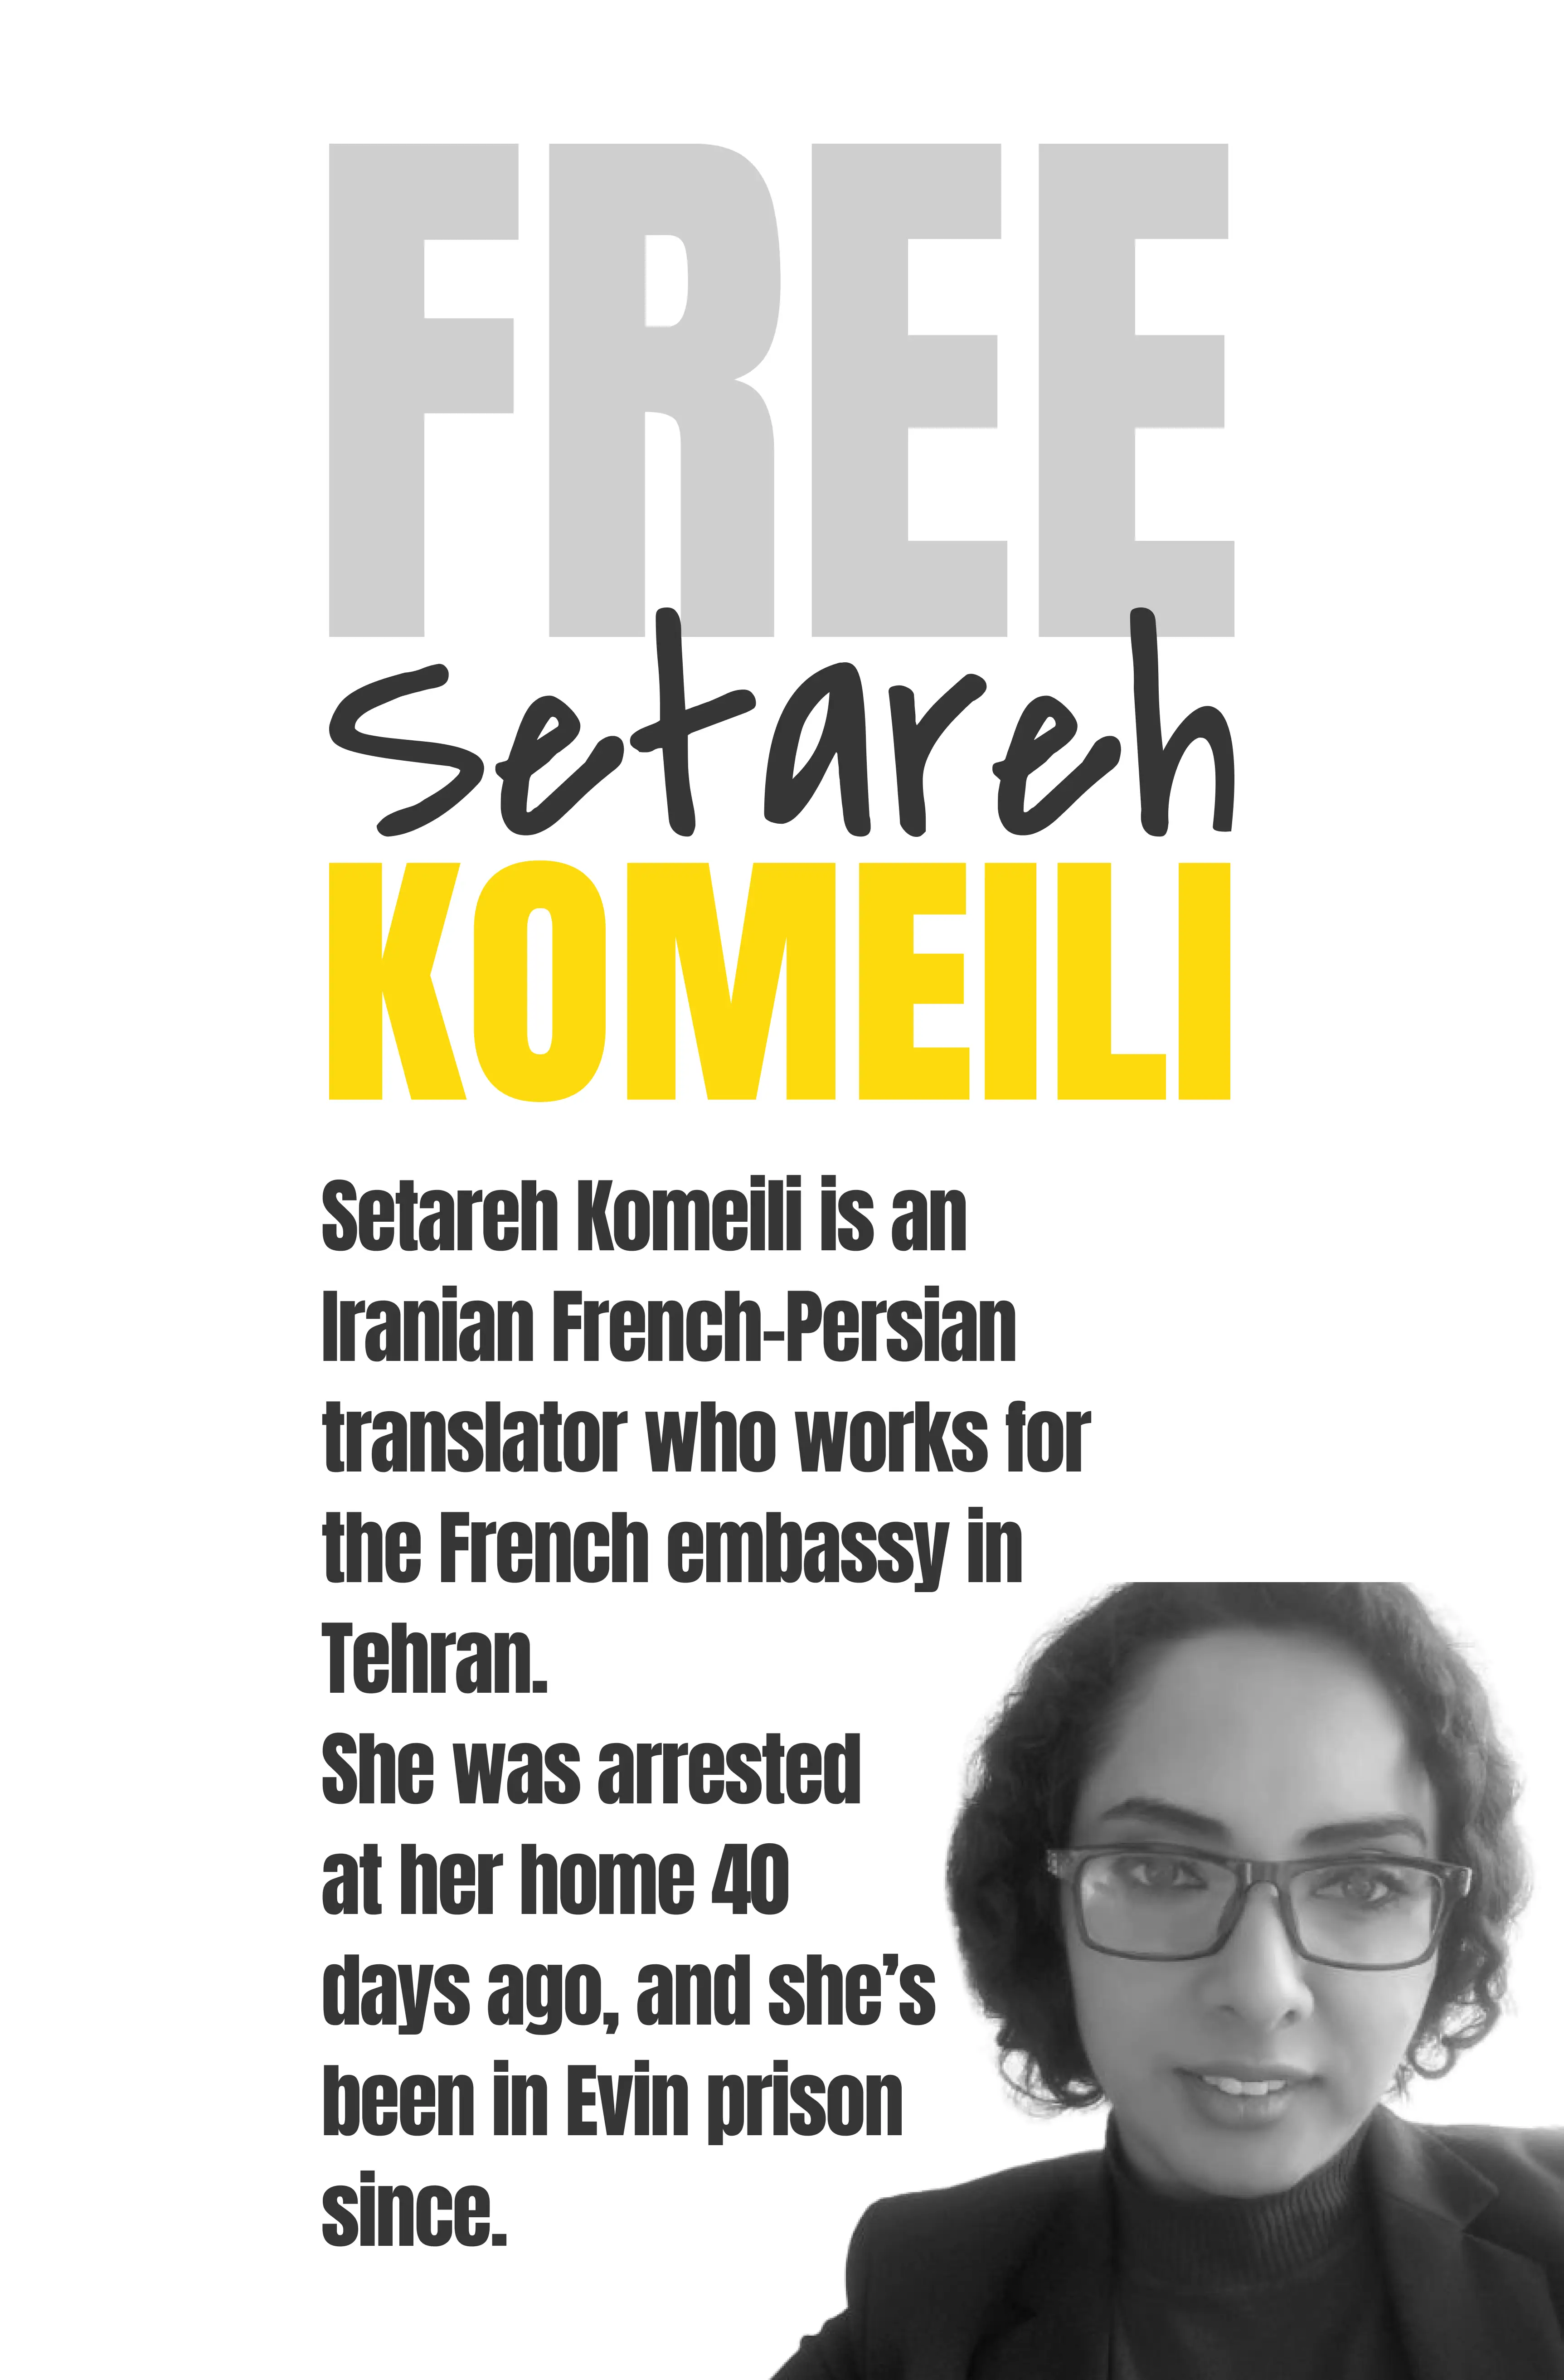 FREE
Setareh
KOMEILI
Setareh Komeili is an
Iranian French-Persian
translator who works for
the French embassy in
Tehran.
She was arrested
at her home 40
days ago, and she’s
been in Evin prison
since.